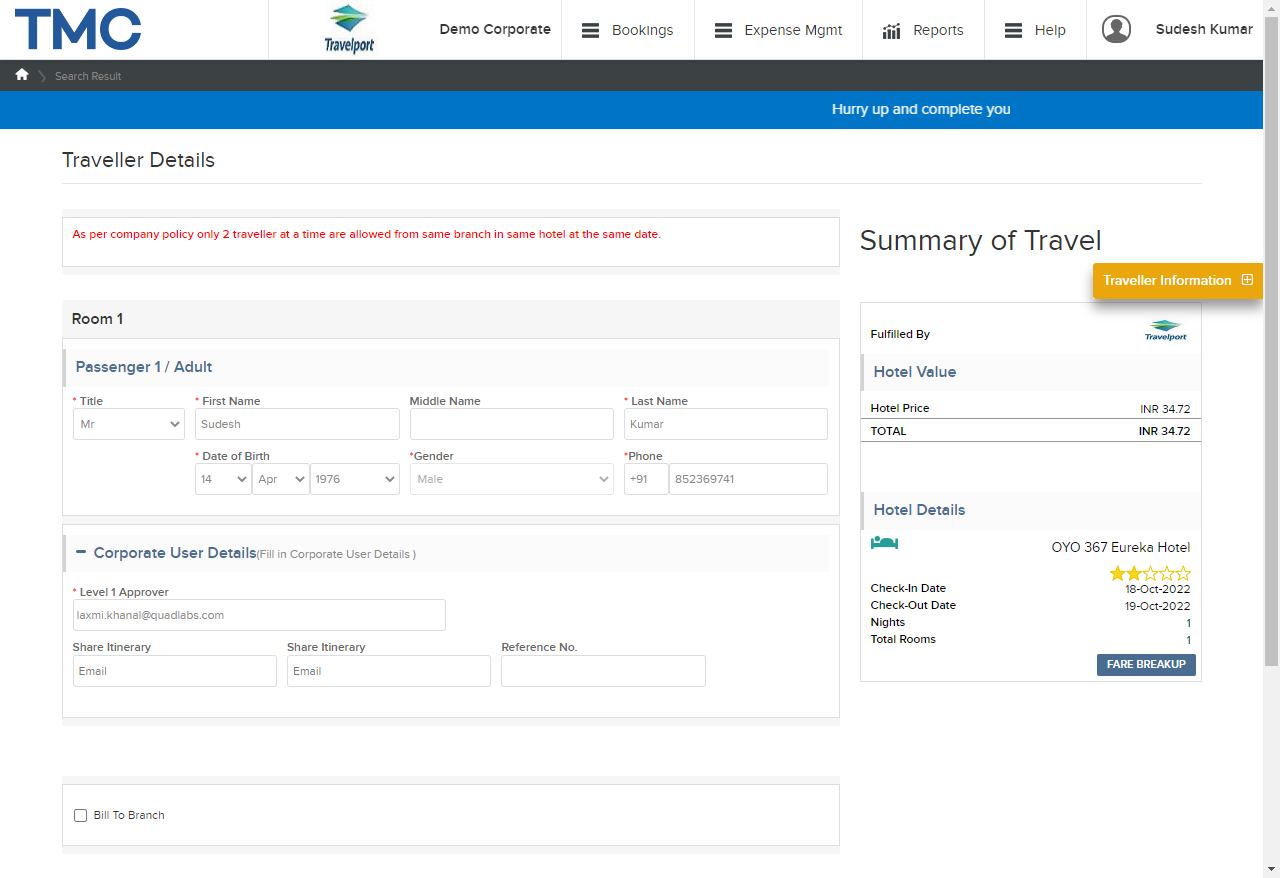 TMC
Travelport
Demo Corporate
Bookings
Expense Mgmt
Reports
Help
Sudesh Kumar
Search Result
Hurry up and complete you
Traveller Details
As per company policy only 2 traveller at a time are allowed from same branch in same hotel at the same date.
Room 1
Passenger 1 / Adult
* Title
* First Name
Middle Name
* Last Name
Mr
Sudesh
Kumar
* Date of Birth
*Gender
*Phone
14
Apr
1976
Male
+91
852369741
Corporate User Details(Fill in Corporate User Details )
* Level 1 Approver
laxmi.khanal@quadlabs.com
Share Itinerary
Share Itinerary
Reference No.
Email
Email
Bill To Branch
Summary of Travel
Traveller Information
Fulfilled By
Travelport
Hotel Value
Hotel Price INR 34.72
TOTAL INR 34.72
Hotel Details
OYO 367 Eureka Hotel
Check-In Date 18-Oct-2022
Check-Out Date 19-Oct-2022
Nights 1
Total Rooms 1
FARE BREAKUP